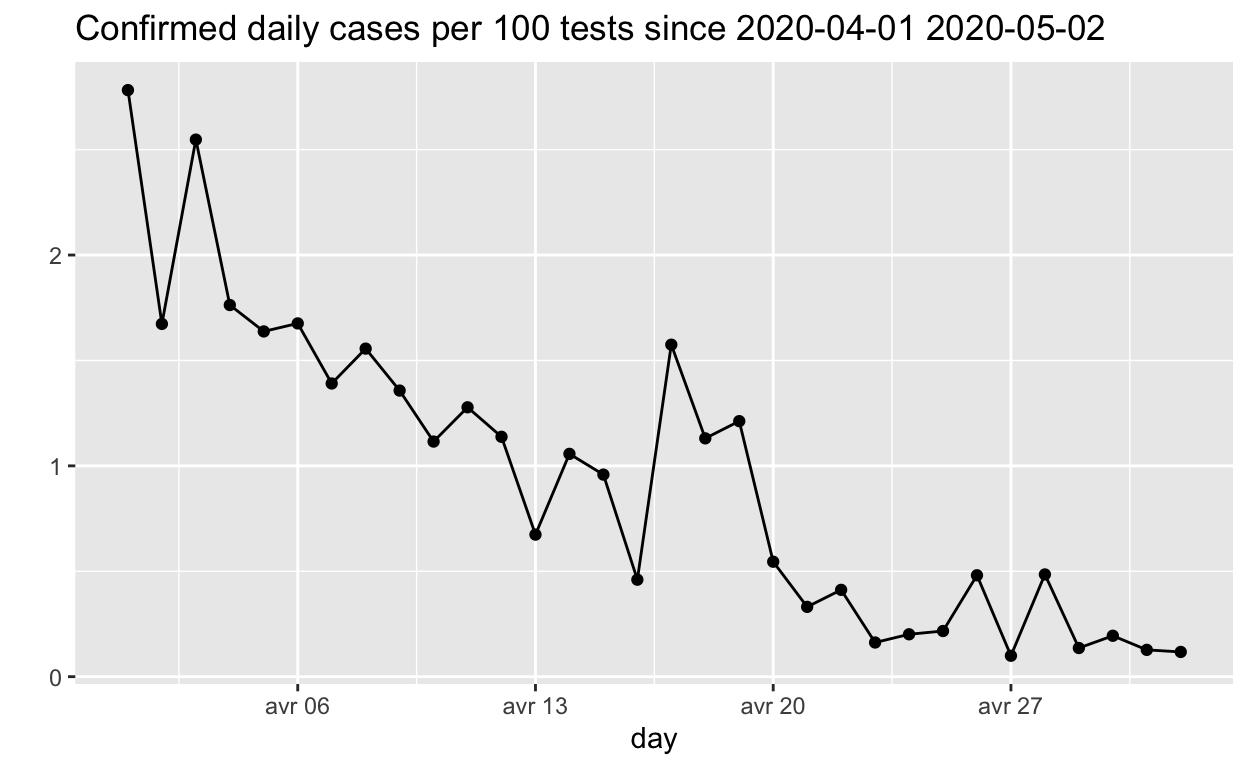 Confirmed daily cases per 100 tests since 2020-04-01 2020-05-02
2
1
0
avr 06 avr 13 avr 20 avr 27
day